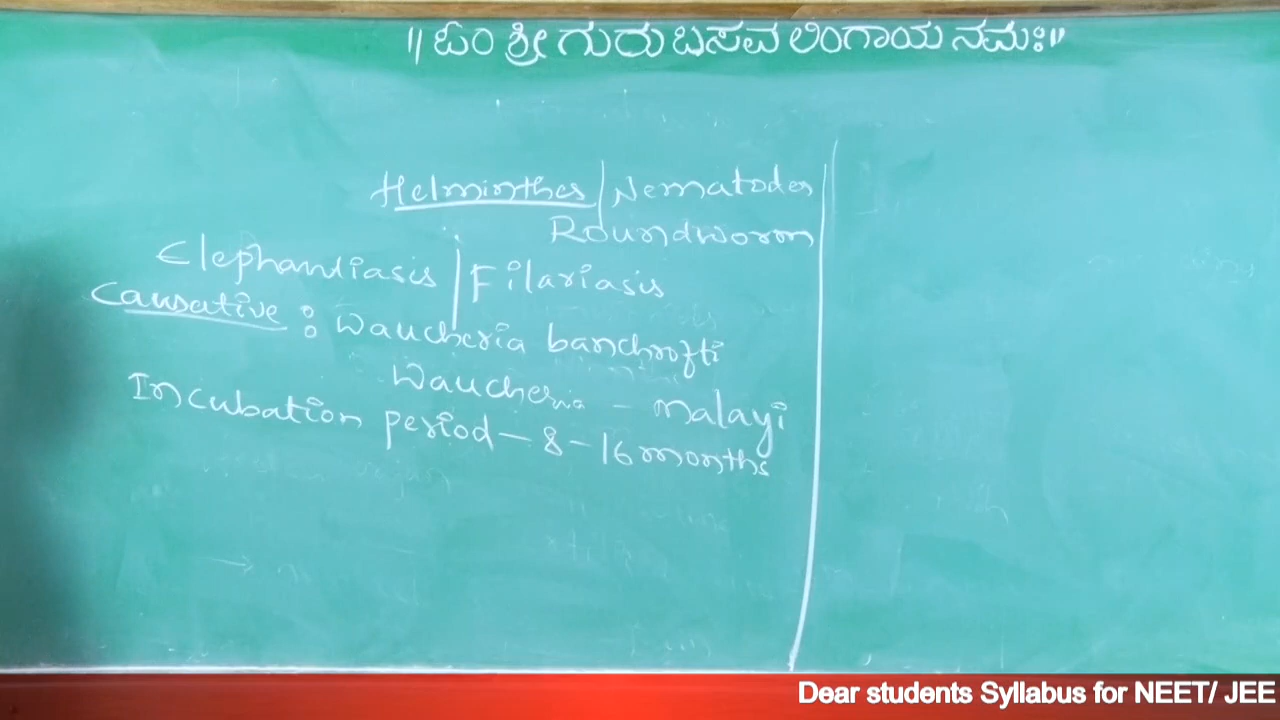 ॥ ಓಂ ಶ್ರೀ ಗುರು ಬಸವ ಲಿಂಗಾಯ ನಮಃ॥
Helminthes | Nematodes
Roundworm
Elephantiasis | Filariasis
Causative : Waucheria banchrofti
Waucheria - malayi
Incubation period - 8 - 16 months
Dear students Syllabus for NEET/ JEE